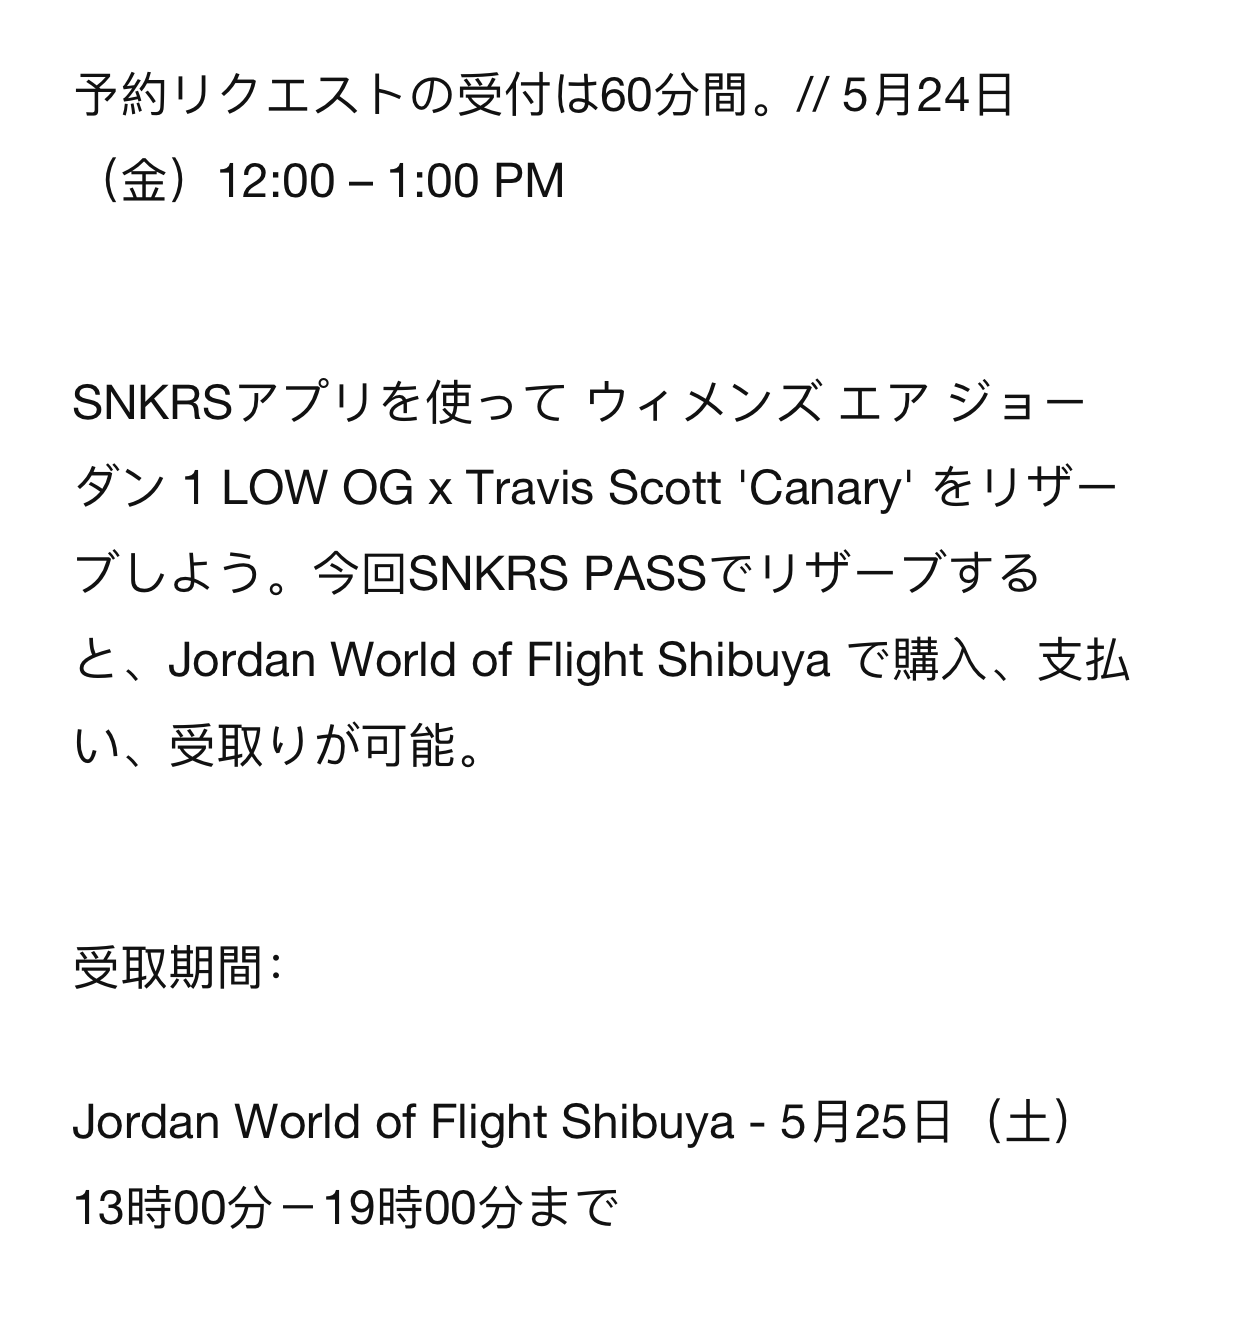 予約リクエストの受付は60分間。// 5月24日
（金）12:00 – 1:00 PM
SNKRSアプリを使って ウィメンズ エア ジョー
ダン 1 LOW OG x Travis Scott 'Canary' をリザー
ブしよう。今回SNKRS PASSでリザーブする
と、Jordan World of Flight Shibuya で購入、支払
い、受取りが可能。
受取期間：
Jordan World of Flight Shibuya - 5月25日（土）
13時00分－19時00分まで